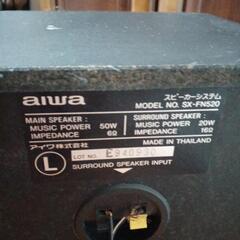 aiwa
スピーカーシステム
MODEL NO. SX-FN520
MAIN SPEAKER :
MUSIC POWER 50W
IMPEDANCE 6Ω
SURROUND SPEAKER :
MUSIC POWER 20W
IMPEDANCE 16Ω
アイワ株式会社
MADE IN THAILAND
L
LOT NO.
E940930
SURROUND SPEAKER INPUT